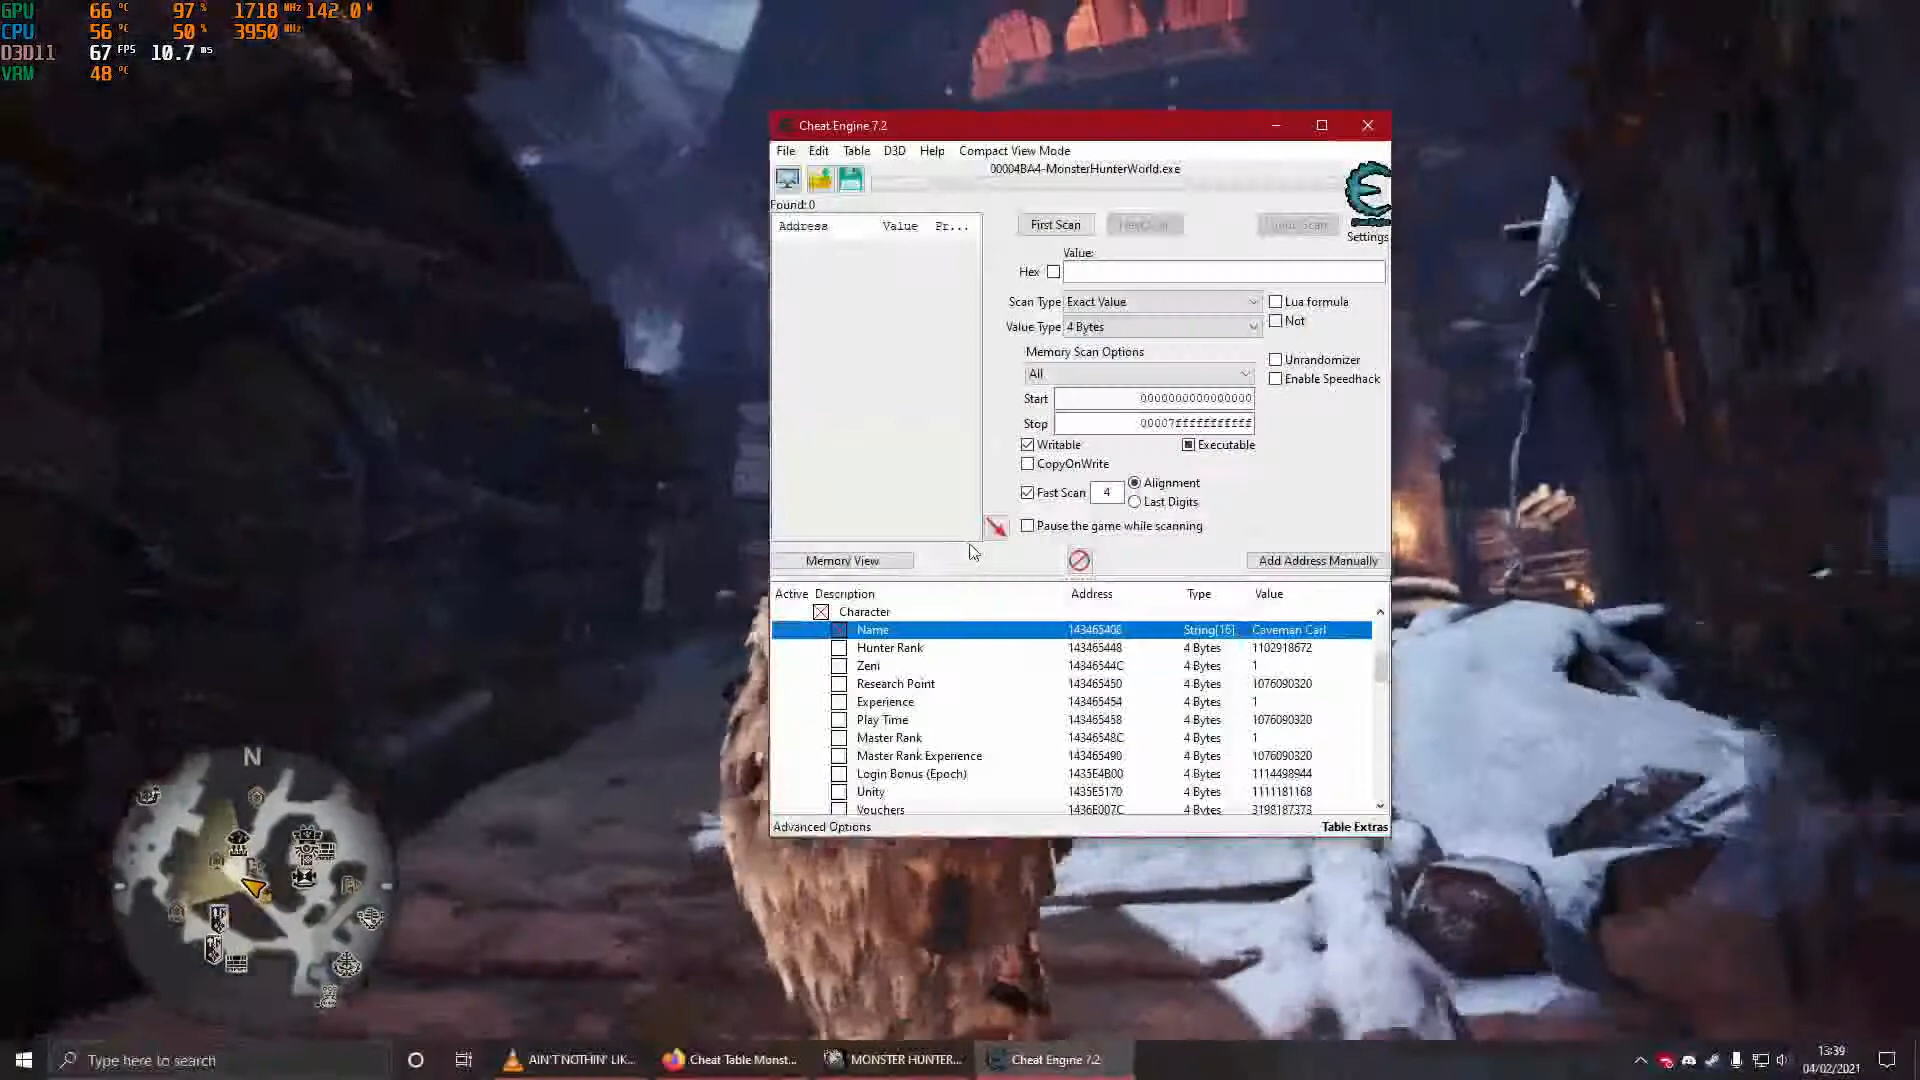 GPU 66 °C 97 % 1718 MHz 142.0 W
CPU 56 °C 50 % 3950 MHz
D3D11 67 FPS 10.7 ms
VRM 48 °C
Cheat Engine 7.2
File Edit Table D3D Help Compact View Mode
00004BA4-MonsterHunterWorld.exe
Found: 0
Address Value Pr...
First Scan
Settings
Value:
Hex
Scan Type Exact Value
Lua formula
Value Type 4 Bytes
Not
Memory Scan Options
All
Unrandomizer
Enable Speedhack
Start 0000000000000000
Stop 00007fffffffffff
Writable Executable
CopyOnWrite
Fast Scan 4 Alignment
Last Digits
Pause the game while scanning
Memory View
Add Address Manually
Active Description Address Type Value
Character
Name 143465408 String[16] Caveman Carl
Hunter Rank 143465448 4 Bytes 1102918672
Zeni 14346544C 4 Bytes 1
Research Point 143465450 4 Bytes 1076090320
Experience 143465454 4 Bytes 1
Play Time 143465458 4 Bytes 1076090320
Master Rank 14346548C 4 Bytes 1
Master Rank Experience 143465490 4 Bytes 1076090320
Login Bonus (Epoch) 1435E4B00 4 Bytes 1114498944
Unity 1435E5170 4 Bytes 1111181168
Vouchers 1436E007C 4 Bytes 3198187373
Advanced Options
Table Extras
N
Type here to search
AIN'T NOTHIN' LIK...
Cheat Table Monst...
MONSTER HUNTER...
Cheat Engine 7.2
13:39
04/02/2021